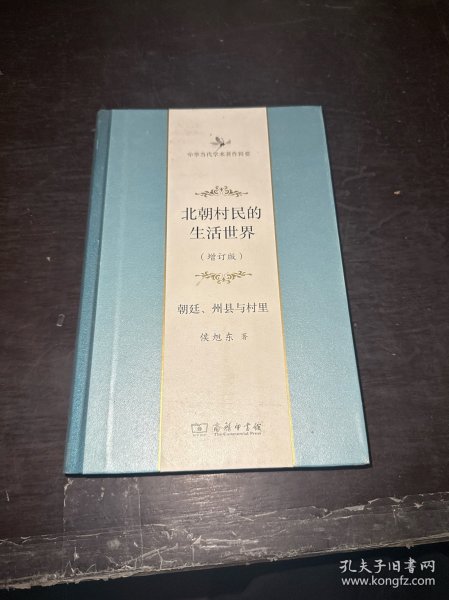 中华当代学术著作辑要
北朝村民的
生活世界
（增订版）
朝廷、州县与村里
侯旭东 著
商务印书馆
The Commercial Press
孔夫子旧书网
www.kongfz.com